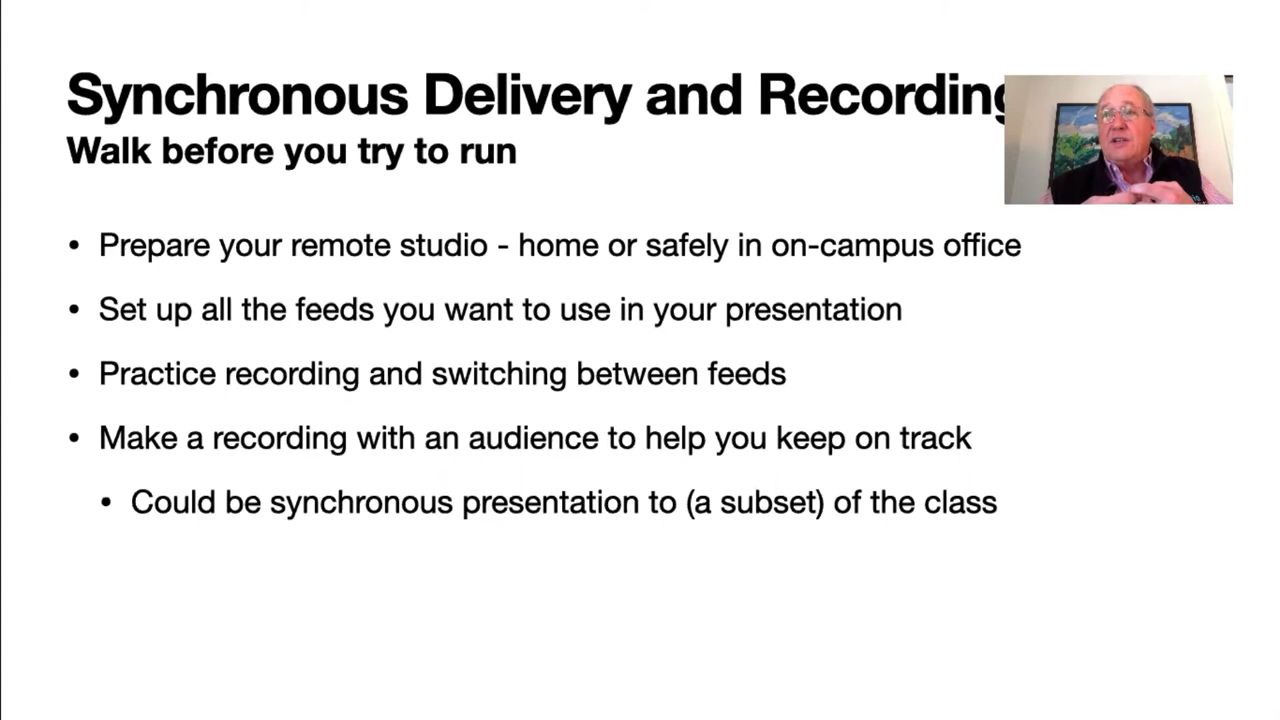 Synchronous Delivery and Recording
Walk before you try to run
• Prepare your remote studio - home or safely in on-campus office
• Set up all the feeds you want to use in your presentation
• Practice recording and switching between feeds
• Make a recording with an audience to help you keep on track
• Could be synchronous presentation to (a subset) of the class